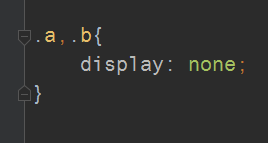 .a,.b{
    display: none;
}